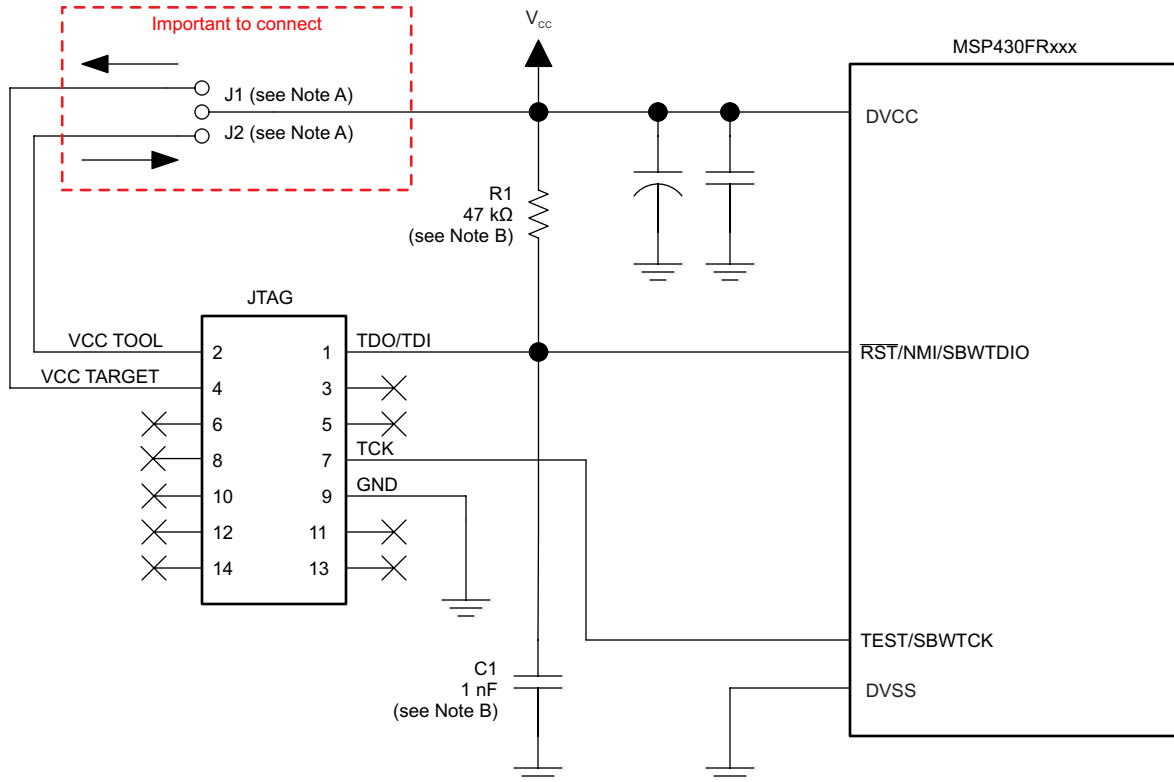 Important to connect
V CC
MSP430FRxxx
J1 (see Note A)
DVCC
J2 (see Note A)
R1
47 kΩ
(see Note B)
JTAG
VCC TOOL
2
1
TDO/TDI
RST/NMI/SBWTDIO
VCC TARGET
4
3
6
5
8
7
TCK
10
9
GND
12
11
14
13
TEST/SBWTCK
C1
1 nF
(see Note B)
DVSS